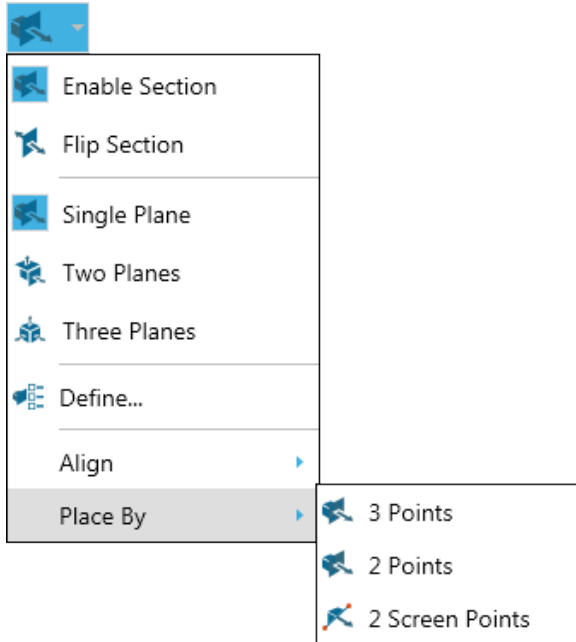 Enable Section
Flip Section
Single Plane
Two Planes
Three Planes
Define...
Align
Place By
3 Points
2 Points
2 Screen Points